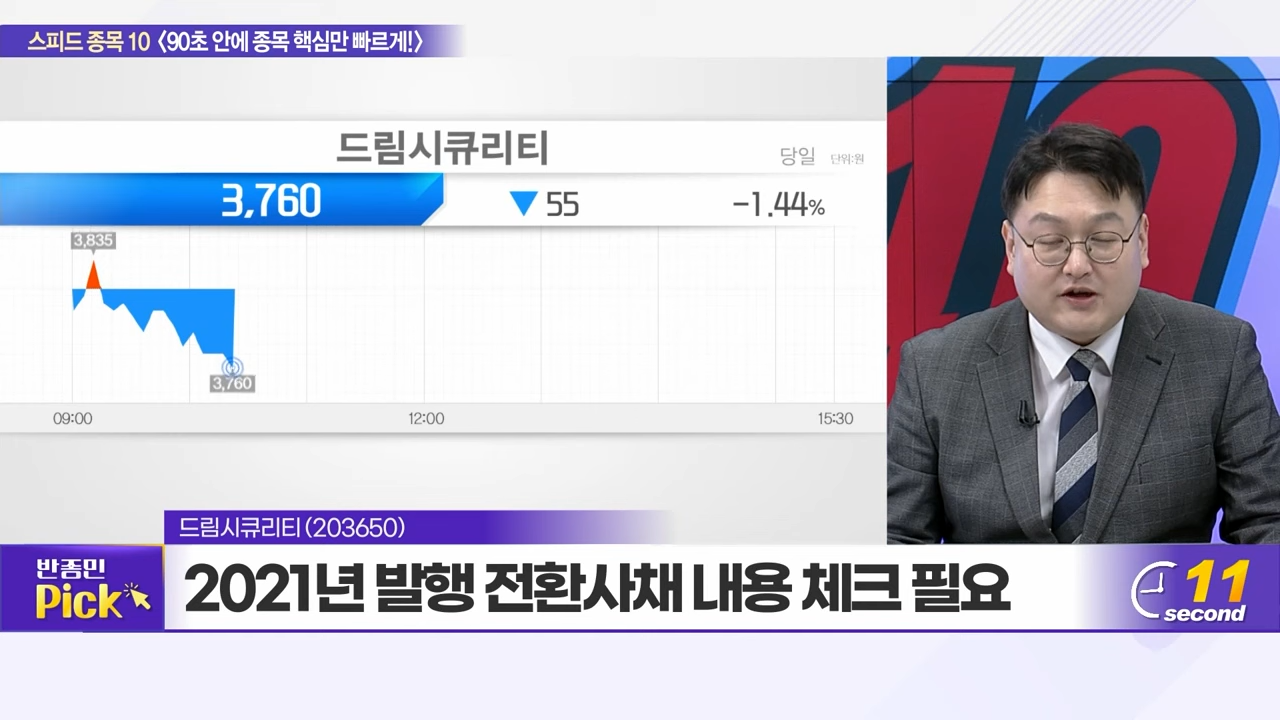 스피드 종목 10 〈90초 안에 종목 핵심만 빠르게!〉
드림시큐리티
당일 단위:원
3,760 ▼ 55 -1.44%
3,835
3,760
09:00 12:00 15:30
드림시큐리티 (203650)
반종민
Pick
2021년 발행 전환사채 내용 체크 필요
11
second
10